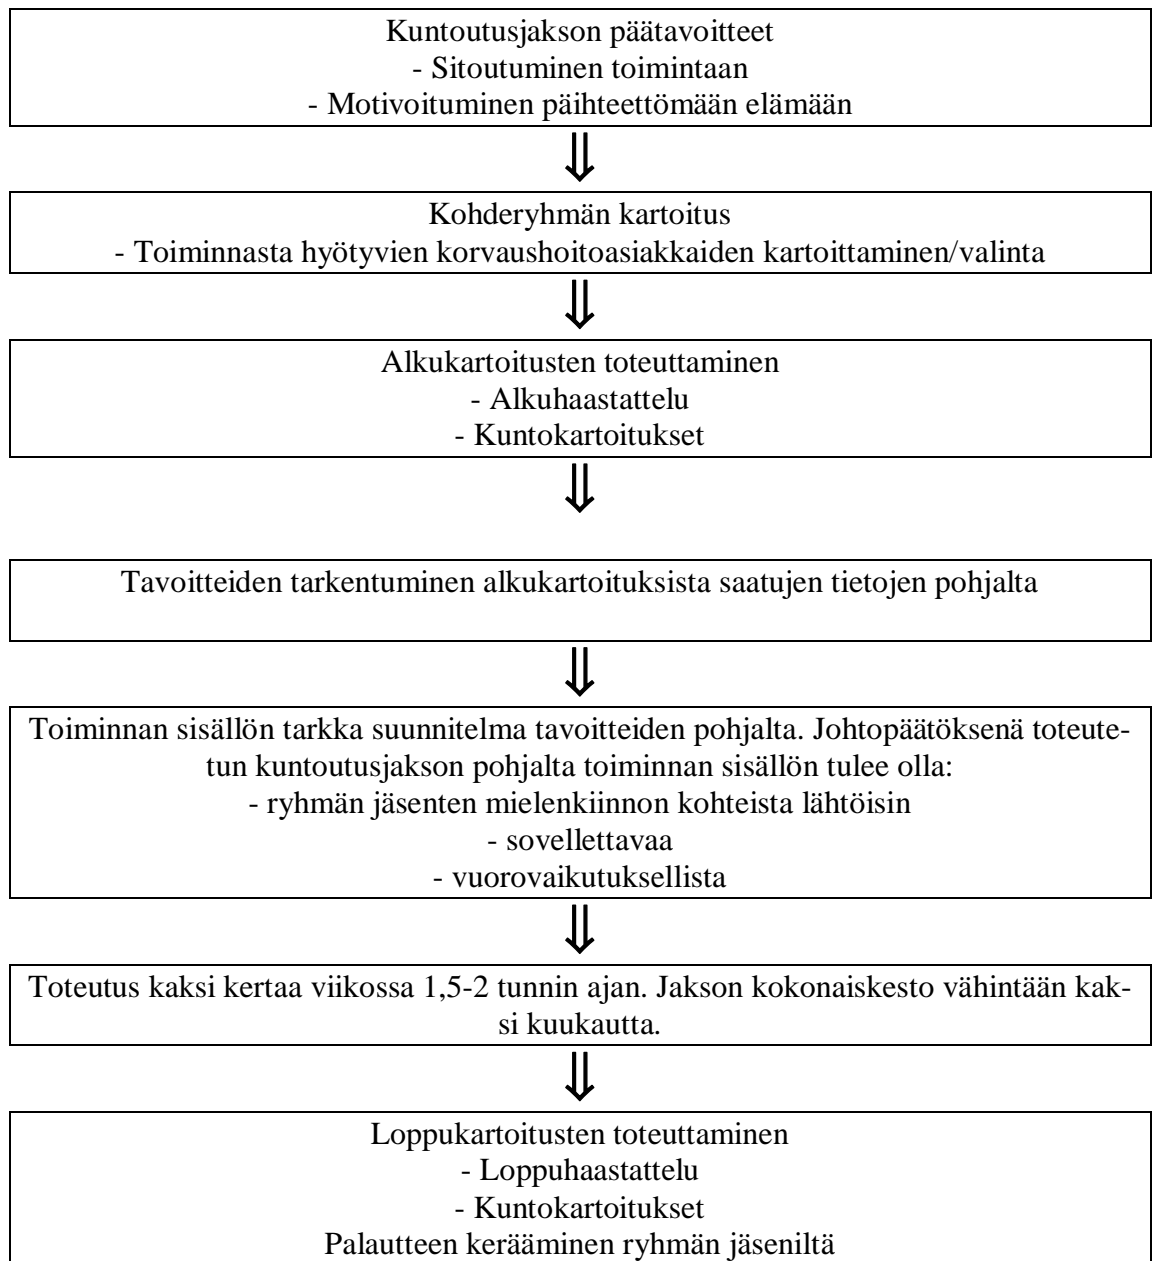 Kuntoutusjakson päätavoitteet
- Sitoutuminen toimintaan
- Motivoituminen päihteettömään elämään
Kohderyhmän kartoitus
- Toiminnasta hyötyvien korvaushoitoasiakkaiden kartoittaminen/valinta
Alkukartoitusten toteuttaminen
- Alkuhaastattelu
- Kuntokartoitukset
Tavoitteiden tarkentuminen alkukartoituksista saatujen tietojen pohjalta
Toiminnan sisällön tarkka suunnitelma tavoitteiden pohjalta. Johtopäätöksenä toteute-
tun kuntoutusjakson pohjalta toiminnan sisällön tulee olla:
- ryhmän jäsenten mielenkiinnon kohteista lähtöisin
- sovellettavaa
- vuorovaikutuksellista
Toteutus kaksi kertaa viikossa 1,5-2 tunnin ajan. Jakson kokonaiskesto vähintään kak-
si kuukautta.
Loppukartoitusten toteuttaminen
- Loppuhaastattelu
- Kuntokartoitukset
Palautteen kerääminen ryhmän jäseniltä